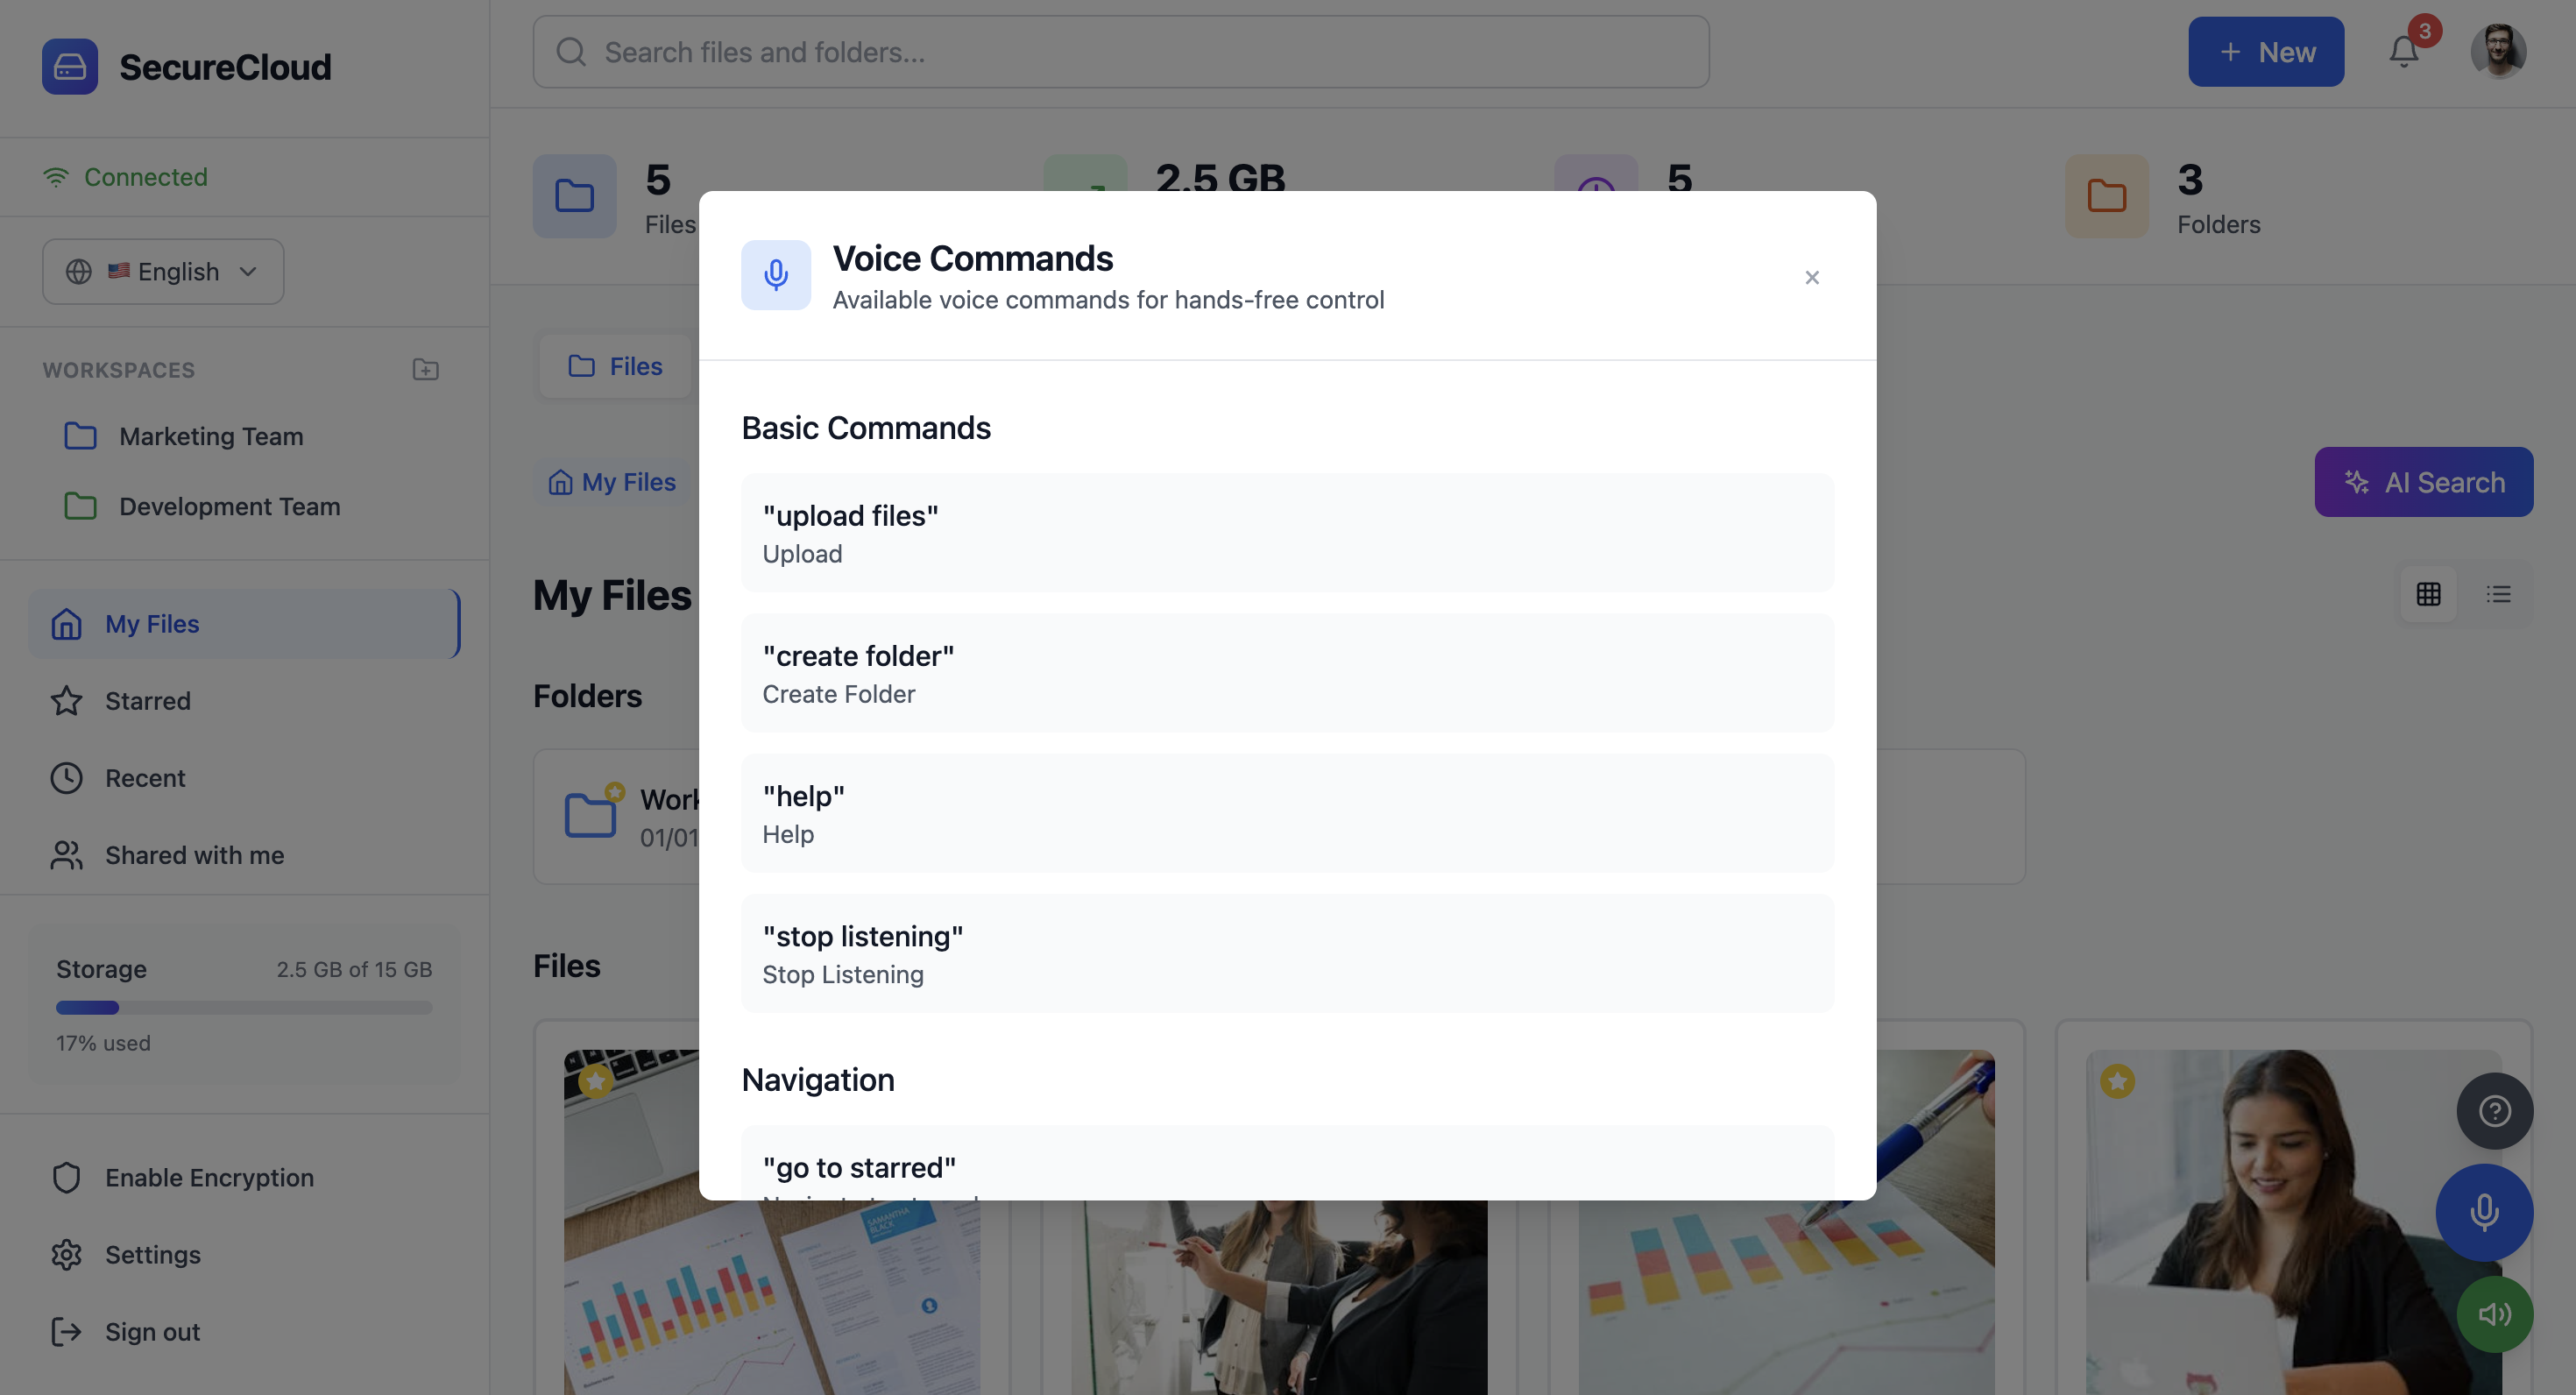 SecureCloud
Connected
English
WORKSPACES
Marketing Team
Development Team
My Files
Starred
Recent
Shared with me
Storage 2.5 GB of 15 GB
17% used
Enable Encryption
Settings
Sign out
Search files and folders...
+ New
3
5
Files
2.5 GB
5
3
Folders
Files
My Files
AI Search
My Files
Folders
01/01
Files
Voice Commands
Available voice commands for hands-free control
×
Basic Commands
"upload files"
Upload
"create folder"
Create Folder
"help"
Help
"stop listening"
Stop Listening
Navigation
"go to starred"
SAMANTHA
BLACK